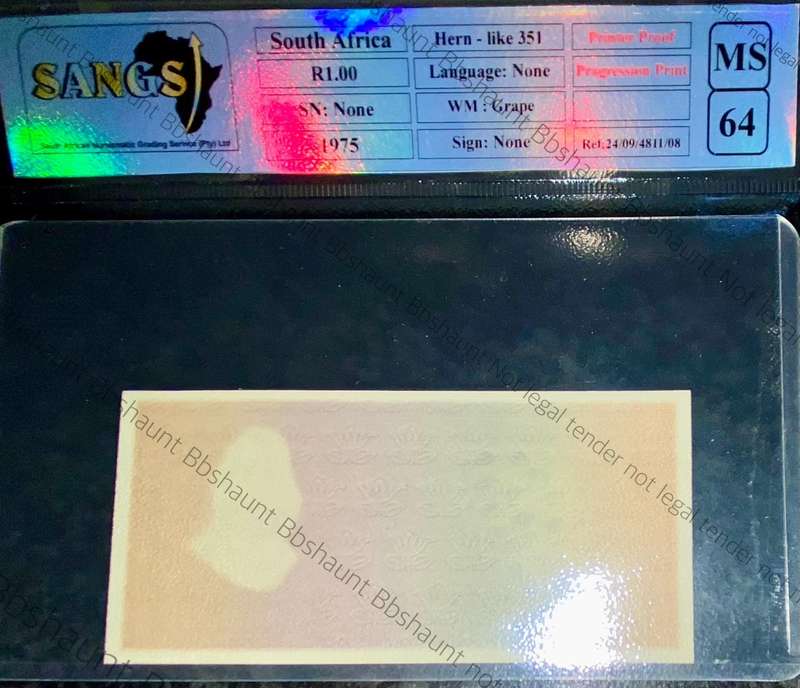 SANGS
South African Numismatic Grading Service (Pty) Ltd
South Africa
R1.00
SN: None
1975
Hern - like 351
Language: None
WM : Grape
Sign: None
Printer Proof
Progression Print
Ref.24/09/4811/08
MS
64
Bbshaunt Bbshaunt Bbshaunt Bbshaunt Bbshaunt Not legal tender not legal tender
Bbshaunt Bbshaunt Bbshaunt Not legal tender not legal tender not
Bbshaunt Bbshaunt Bbshaunt Bbshaunt not